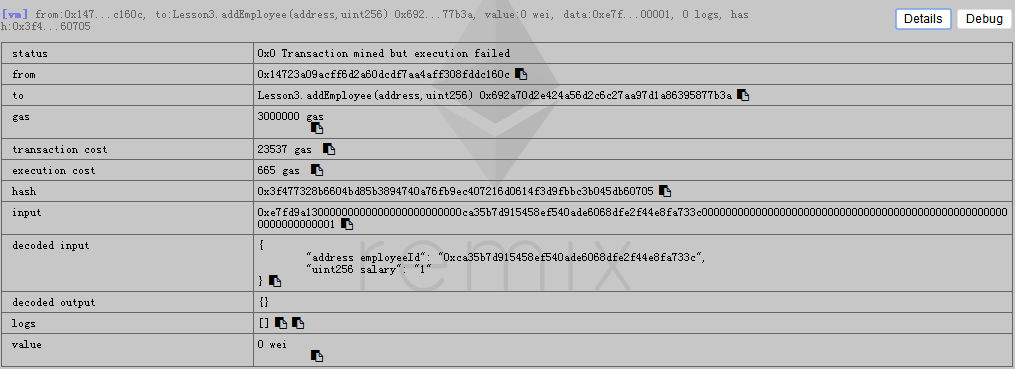 [vm] from:0x147...c160c, to:Lesson3.addEmployee(address,uint256) 0x692...77b3a, value:0 wei, data:0xe7f...00001, 0 logs, has
h:0x3f4...60705
Details
Debug
status 0x0 Transaction mined but execution failed
from 0x14723a09acff6d2a60dcdf7aa4aff308fddc160c
to Lesson3.addEmployee(address,uint256) 0x692a70d2e424a56d2c6c27aa97d1a86395877b3a
gas 3000000 gas
transaction cost 23537 gas
execution cost 665 gas
hash 0x3f477328b6604bd85b3894740a76fb9ec407216d0614f3d9fbbc3b045db60705
input 0xe7fd9a13000000000000000000000000ca35b7d915458ef540ade6068dfe2f44e8fa733c00000000000000000000000000000000000000000000000000
00000000000001
decoded input {
"address employeeId": "0xca35b7d915458ef540ade6068dfe2f44e8fa733c",
"uint256 salary": "1"
}
decoded output {}
logs []
value 0 wei
remix